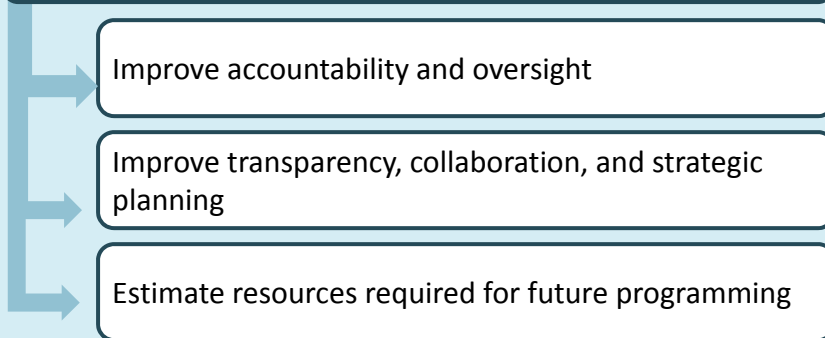 Improve accountability and oversight
Improve transparency, collaboration, and strategic
planning
Estimate resources required for future programming